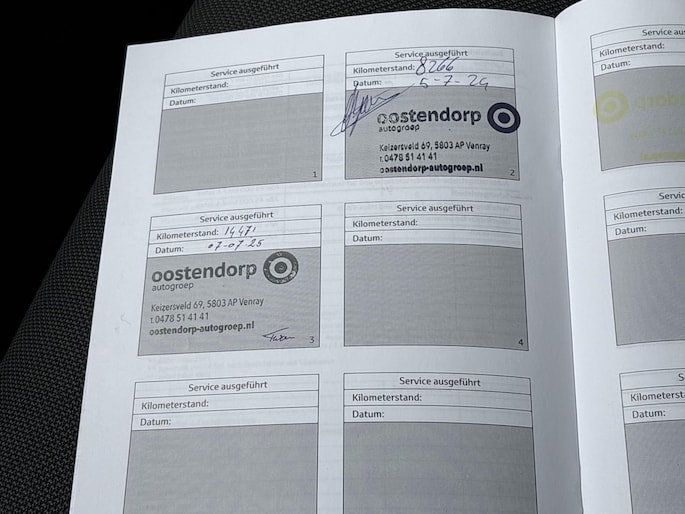 Service ausgeführt
Kilometerstand:
Datum:
1
Service ausgeführt
Kilometerstand: 8266
Datum: 5-7-24
oostendorp
autogroep
Keizersveld 69, 5803 AP Venray
t.0478 51 41 41
oostendorp-autogroep.nl
2
Service ausgeführt
Kilometerstand: 14471
Datum: 07-07-25
oostendorp
autogroep
Keizersveld 69, 5803 AP Venray
t.0478 51 41 41
oostendorp-autogroep.nl
3
Service ausgeführt
Kilometerstand:
Datum:
4
Service ausgeführt
Kilometerstand:
Datum:
Service ausgeführt
Kilometerstand:
Datum:
Kilometerstand:
Datum:
Kilometerstand:
Datum:
Kilometerstand:
Datum: